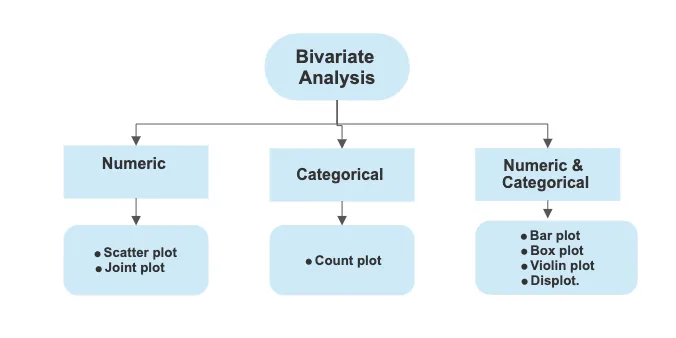 Bivariate
Analysis
Numeric
Categorical
Numeric &
Categorical
● Scatter plot
● Joint plot
● Count plot
● Bar plot
● Box plot
● Violin plot
● Displot.